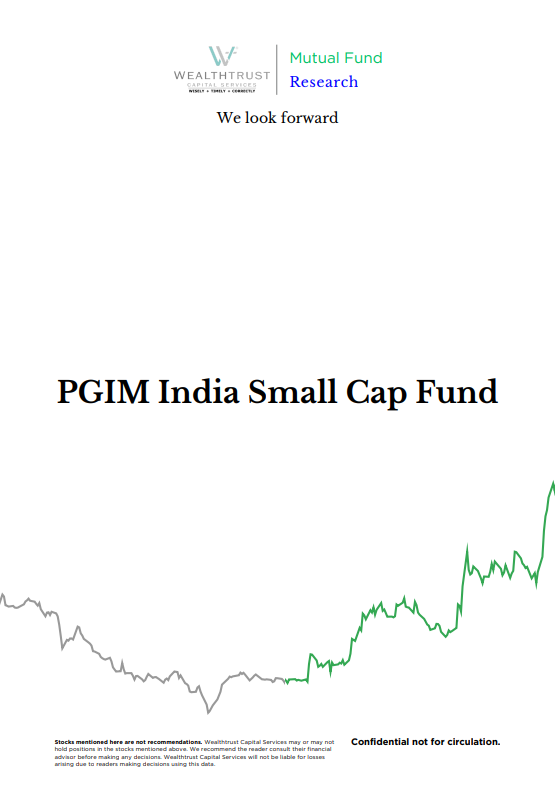 WEALTHTRUST
CAPITAL SERVICES
WISELY • TIMELY • CORRECTLY
Mutual Fund
Research
We look forward
PGIM India Small Cap Fund
Stocks mentioned here are not recommendations. Wealthtrust Capital Services may or may not
hold positions in the stocks mentioned above. We recommend the reader consult their financial
advisor before making any decisions. Wealthtrust Capital Services will not be liable for losses
arising due to readers making decisions using this data.
Confidential not for circulation.